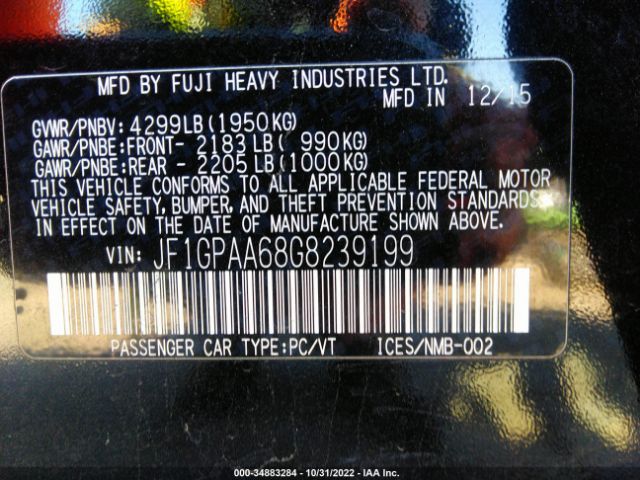 MFD BY FUJI HEAVY INDUSTRIES LTD.
MFD IN 12/15
GVWR/PNBV: 4299LB(1950KG)
GAWR/PNBE:FRONT- 2183LB( 990KG)
GAWR/PNBE:REAR - 2205LB(1000KG)
THIS VEHICLE CONFORMS TO ALL APPLICABLE FEDERAL MOTOR
VEHICLE SAFETY, BUMPER, AND THEFT PREVENTION STANDARDS
IN EFFECT ON THE DATE OF MANUFACTURE SHOWN ABOVE.
VIN: JF1GPAA68G8239199
PASSENGER CAR TYPE:PC/VT ICES/NMB-002
000-34883284 - 10/31/2022 - IAA Inc.